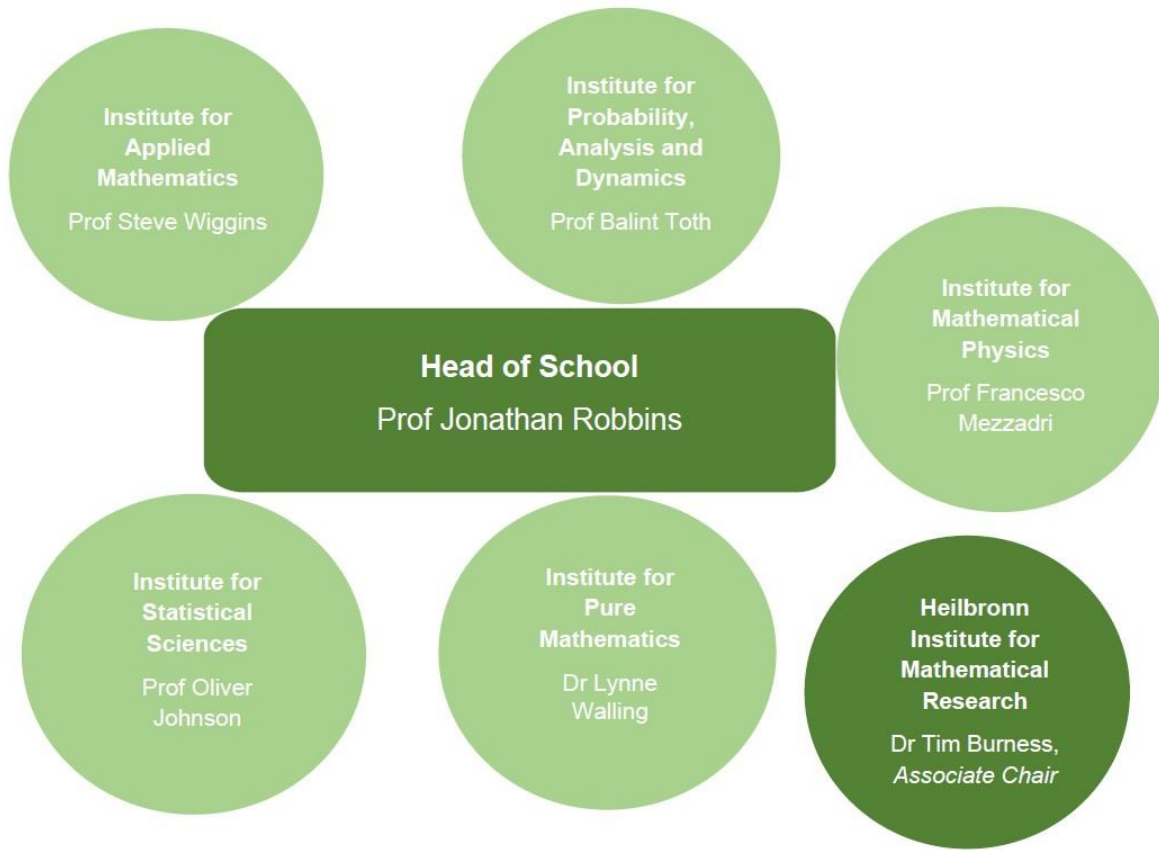 Institute for
Applied
Mathematics
Prof Steve Wiggins
Institute for
Probability,
Analysis and
Dynamics
Prof Balint Toth
Institute for
Mathematical
Physics
Prof Francesco
Mezzadri
Head of School
Prof Jonathan Robbins
Institute for
Statistical
Sciences
Prof Oliver
Johnson
Institute for
Pure
Mathematics
Dr Lynne
Walling
Heilbronn
Institute for
Mathematical
Research
Dr Tim Burness,
Associate Chair